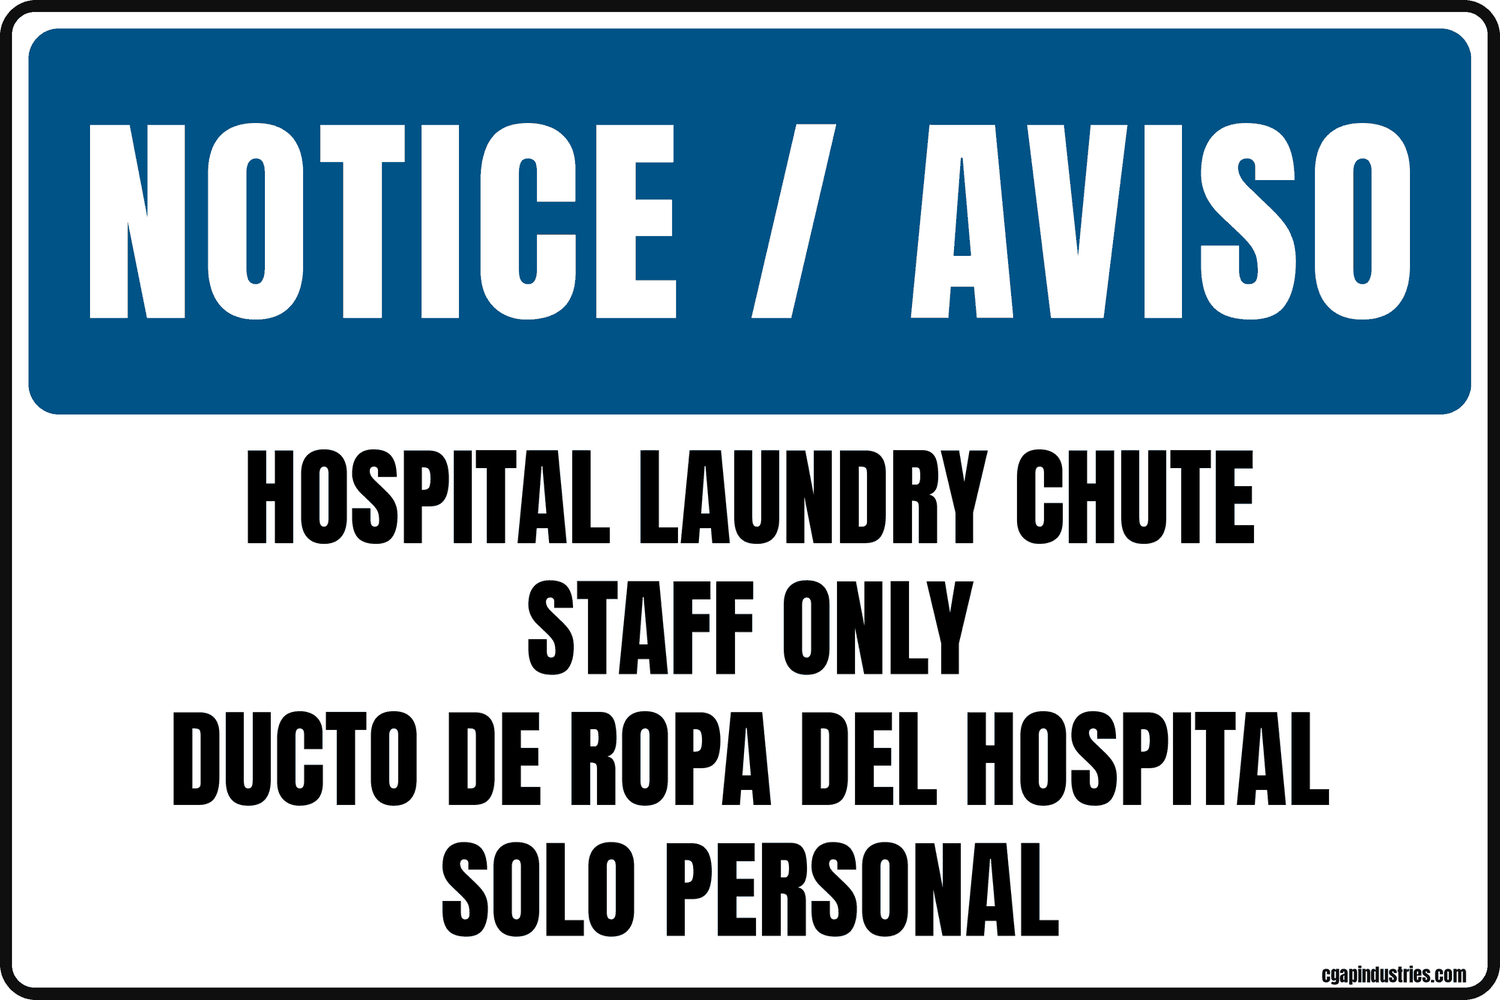 NOTICE / AVISO
HOSPITAL LAUNDRY CHUTE
STAFF ONLY
DUCTO DE ROPA DEL HOSPITAL
SOLO PERSONAL
cgapindustries.com